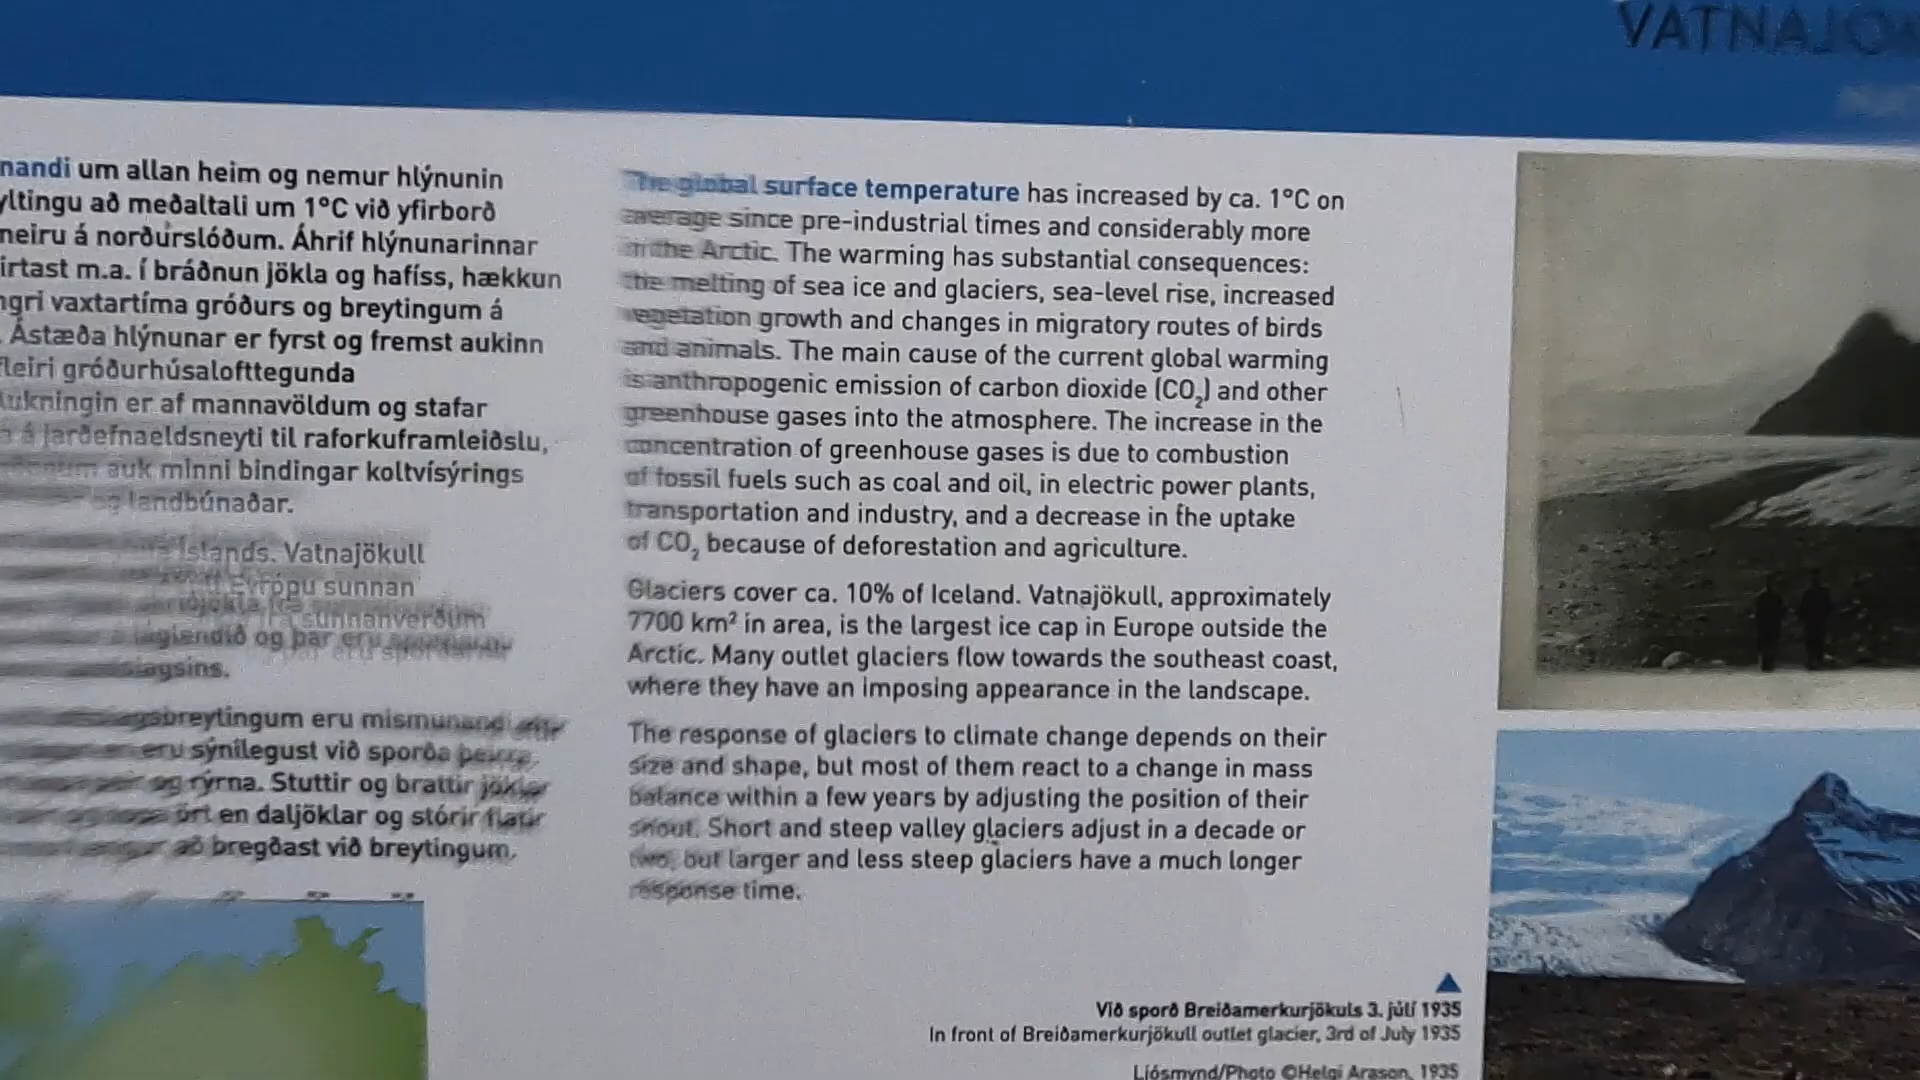 VATNAJÖ
nandi um allan heim og nemur hlýnunin
yltingu að meðaltali um 1°C við yfirborð
neiru á norðurslóðum. Áhrif hlýnunarinnar
irtast m.a. í bráðnun jökla og hafíss, hækkun
ngri vaxtartíma gróðurs og breytingum á
. Ástæða hlýnunar er fyrst og fremst aukinn
fleiri gróðurhúsalofttegunda
ukningin er af mannavöldum og stafar
á jarðefnaeldsneyti til raforkuframleiðslu,
auk minni bindingar koltvísýrings
og landbúnaðar.
Íslands. Vatnajökull
Evrópu sunnan
sunnanverðum
láglendið og þar eru
breytingum eru mismunandi eftir
eru sýnilegust við sporða þeirra,
og rýrna. Stuttir og brattir jöklar
ört en daljöklar og stórir flatir
að bregðast við breytingum.
The global surface temperature has increased by ca. 1°C on
average since pre-industrial times and considerably more
in the Arctic. The warming has substantial consequences:
the melting of sea ice and glaciers, sea-level rise, increased
vegetation growth and changes in migratory routes of birds
and animals. The main cause of the current global warming
is anthropogenic emission of carbon dioxide (CO₂) and other
greenhouse gases into the atmosphere. The increase in the
concentration of greenhouse gases is due to combustion
of fossil fuels such as coal and oil, in electric power plants,
transportation and industry, and a decrease in the uptake
of CO₂ because of deforestation and agriculture.
Glaciers cover ca. 10% of Iceland. Vatnajökull, approximately
7700 km² in area, is the largest ice cap in Europe outside the
Arctic. Many outlet glaciers flow towards the southeast coast,
where they have an imposing appearance in the landscape.
The response of glaciers to climate change depends on their
size and shape, but most of them react to a change in mass
balance within a few years by adjusting the position of their
snout. Short and steep valley glaciers adjust in a decade or
two, but larger and less steep glaciers have a much longer
response time.
Við sporð Breiðamerkurjökuls 3. júlí 1935
In front of Breiðamerkurjökull outlet glacier, 3rd of July 1935
Ljósmynd/Photo ©Helgi Arason, 1935